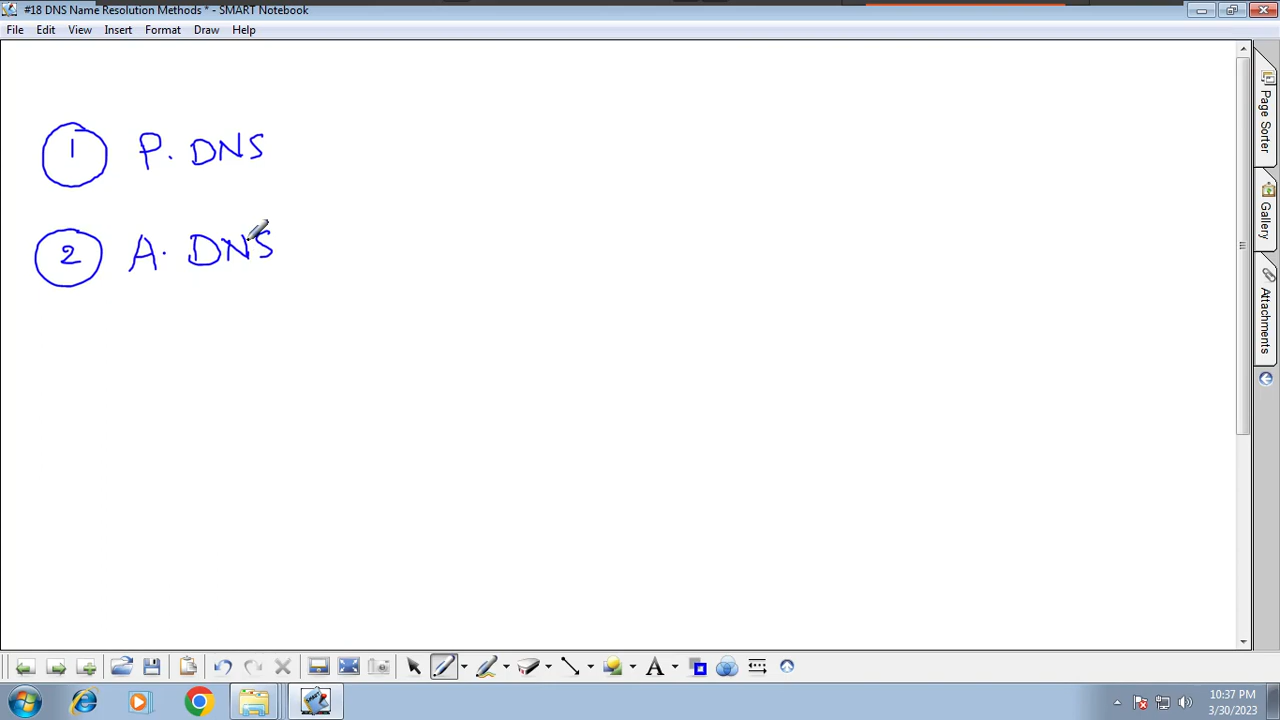 #18 DNS Name Resolution Methods * - SMART Notebook
File Edit View Insert Format Draw Help
1 P. DNS
2 A. DNS
Page Sorter
Gallery
Attachments
A
10:37 PM
3/30/2023